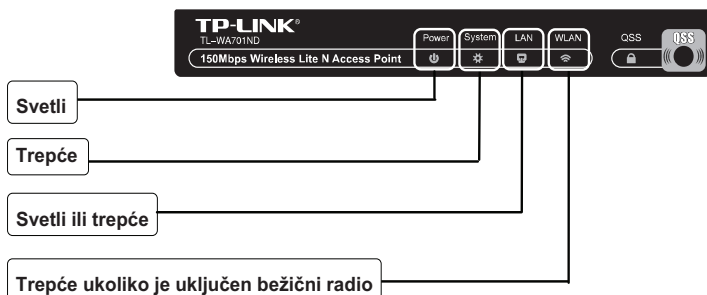 TP-LINK®
TL-WA701ND
150Mbps Wireless Lite N Access Point
Power System LAN WLAN QSS QSS
Svetli
Trepće
Svetli ili trepće
Trepće ukoliko je uključen bežični radio